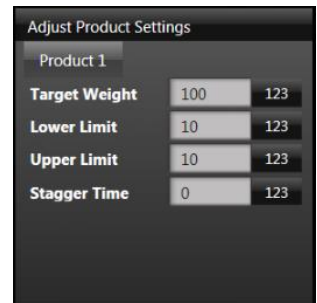 Adjust Product Settings
Product 1
Target Weight 100 123
Lower Limit 10 123
Upper Limit 10 123
Stagger Time 0 123